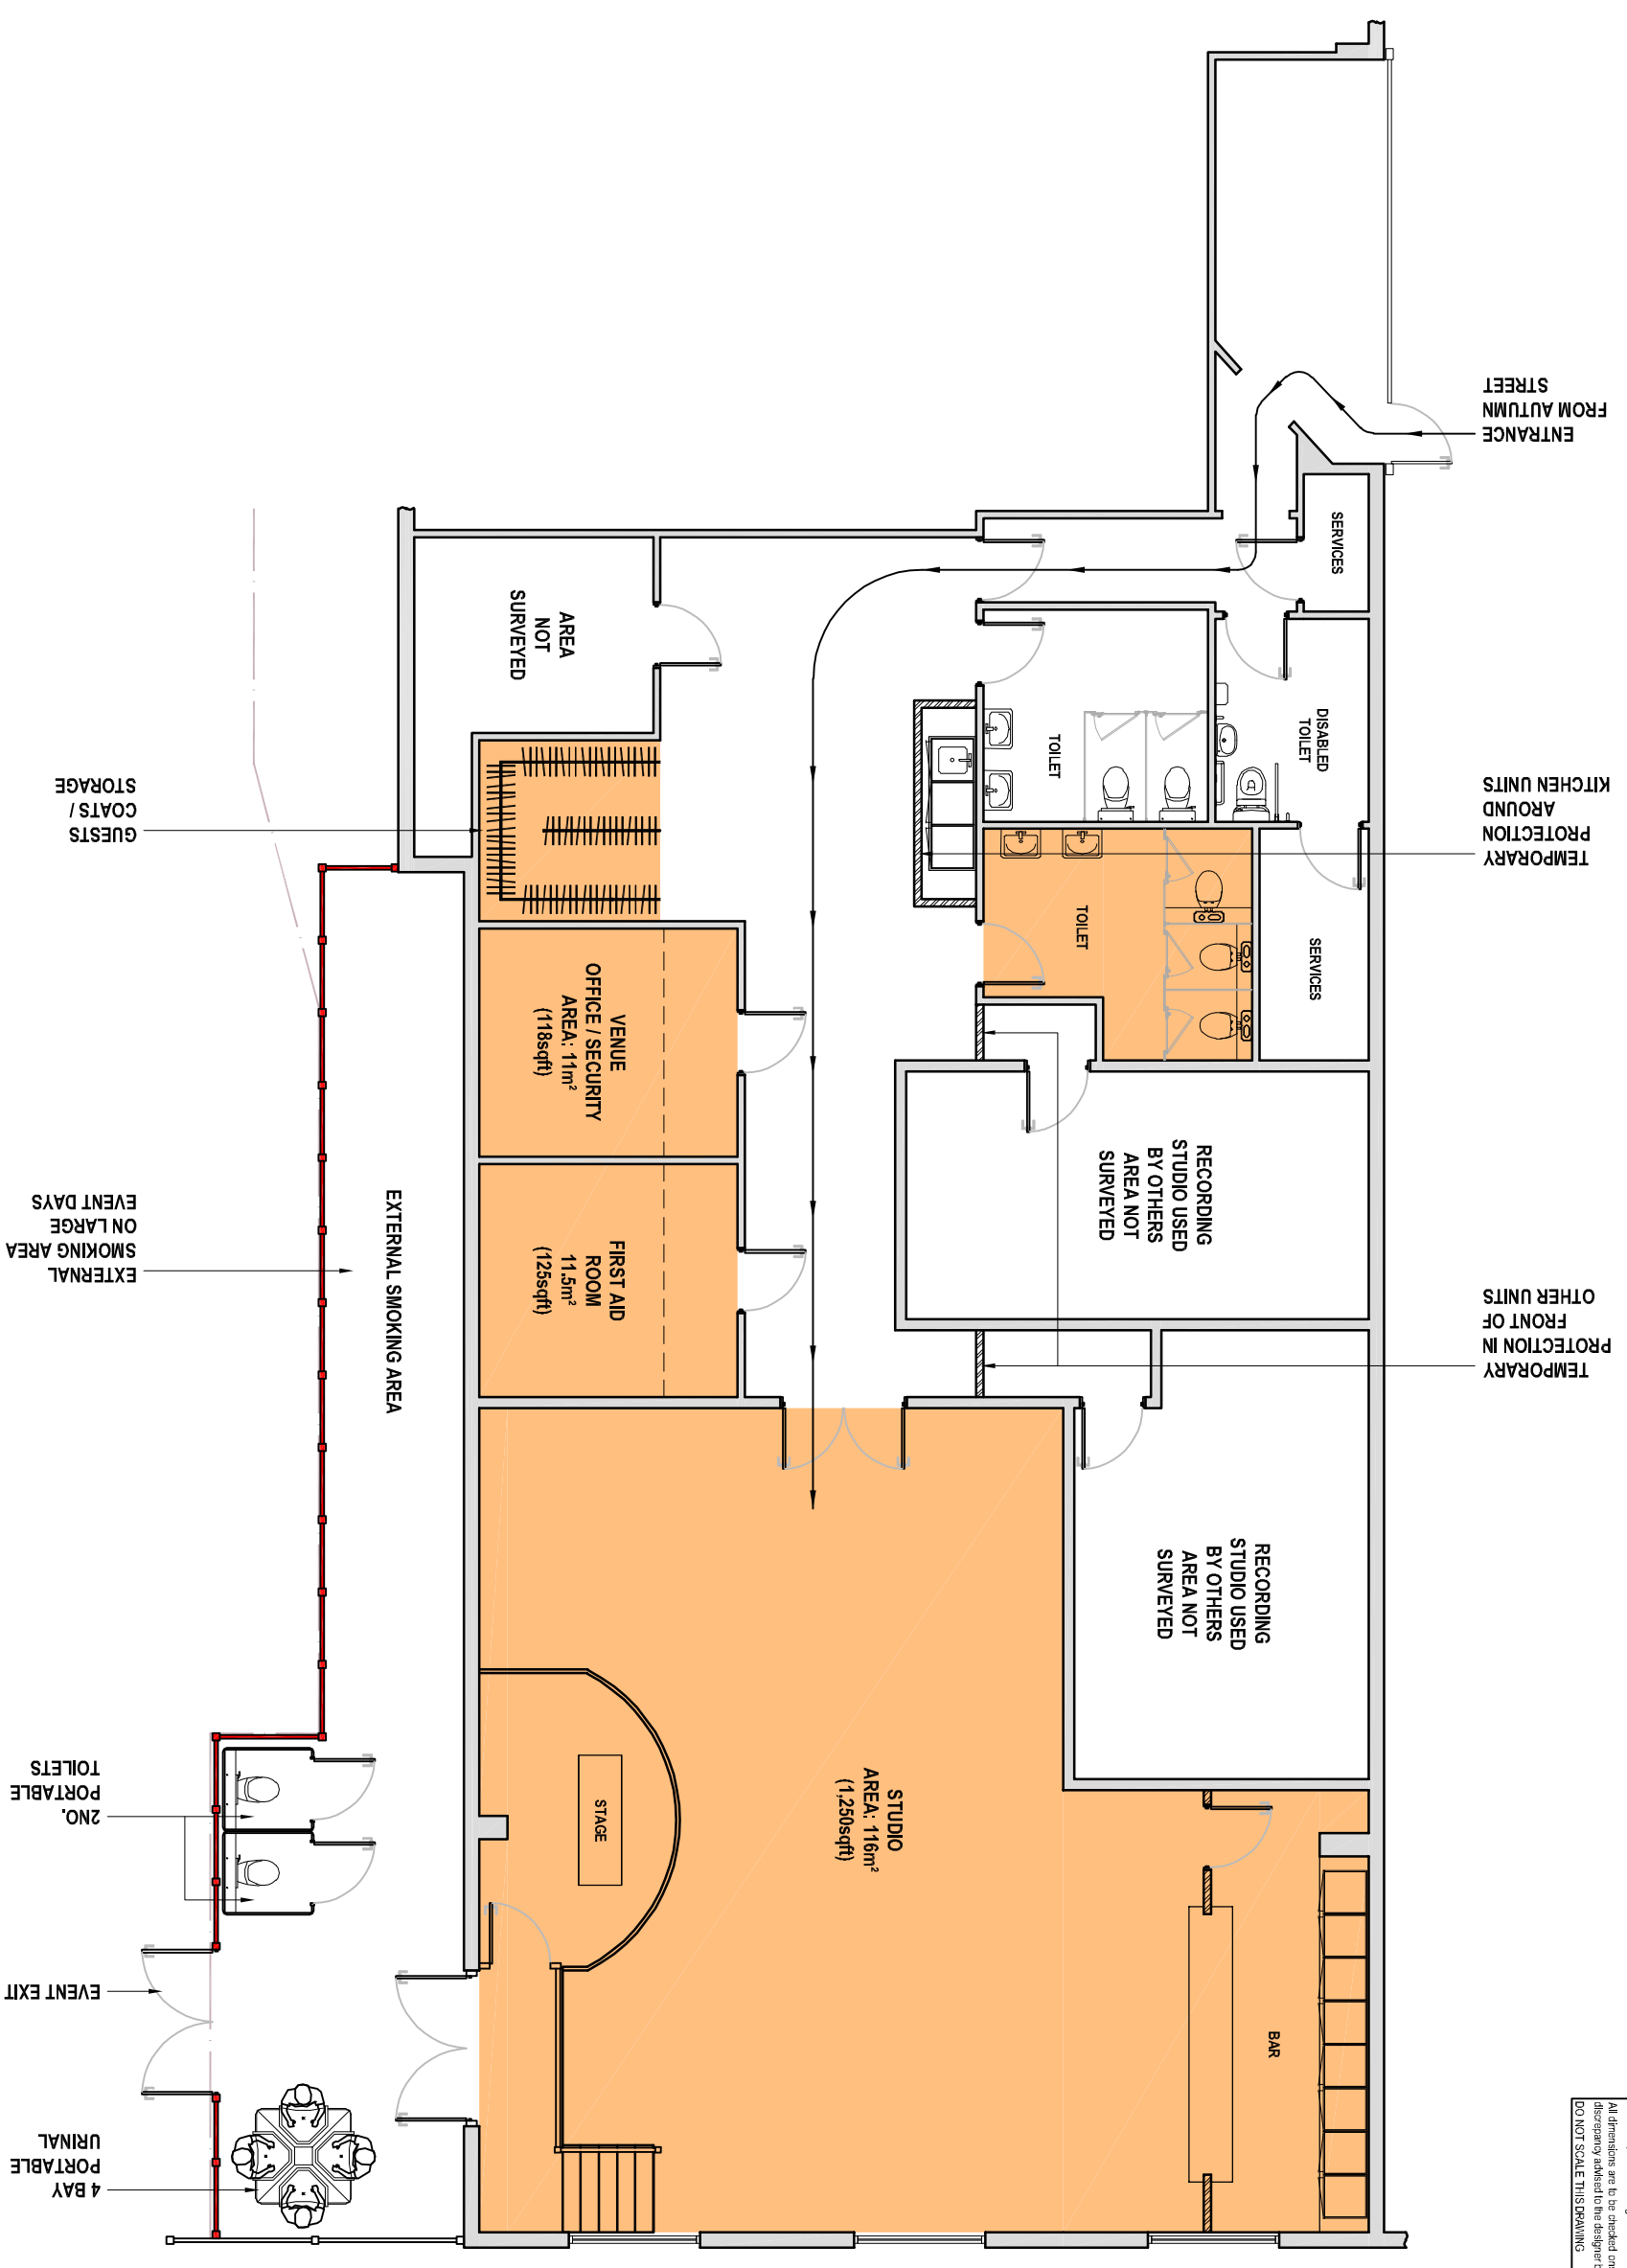 ENTRANCE
FROM AUTUMN
STREET
SERVICES
AREA
NOT
SURVEYED
DISABLED
TOILET
TOILET
TEMPORARY
PROTECTION
AROUND
KITCHEN UNITS
GUESTS
COATS /
STORAGE
TOILET
SERVICES
VENUE
OFFICE / SECURITY
AREA: 11m²
(118sqft)
RECORDING
STUDIO USED
BY OTHERS
AREA NOT
SURVEYED
FIRST AID
ROOM
11.5m²
(125sqft)
EXTERNAL SMOKING AREA
EXTERNAL
SMOKING AREA
ON LARGE
EVENT DAYS
TEMPORARY
PROTECTION IN
FRONT OF
OTHER UNITS
RECORDING
STUDIO USED
BY OTHERS
AREA NOT
SURVEYED
STAGE
STUDIO
AREA: 116m²
(1,250sqft)
2NO.
PORTABLE
TOILETS
EVENT EXIT
BAR
4 BAY
PORTABLE
URINAL
All dimensions are to be checked on
discrepancy advised to the designer
DO NOT SCALE THIS DRAWING